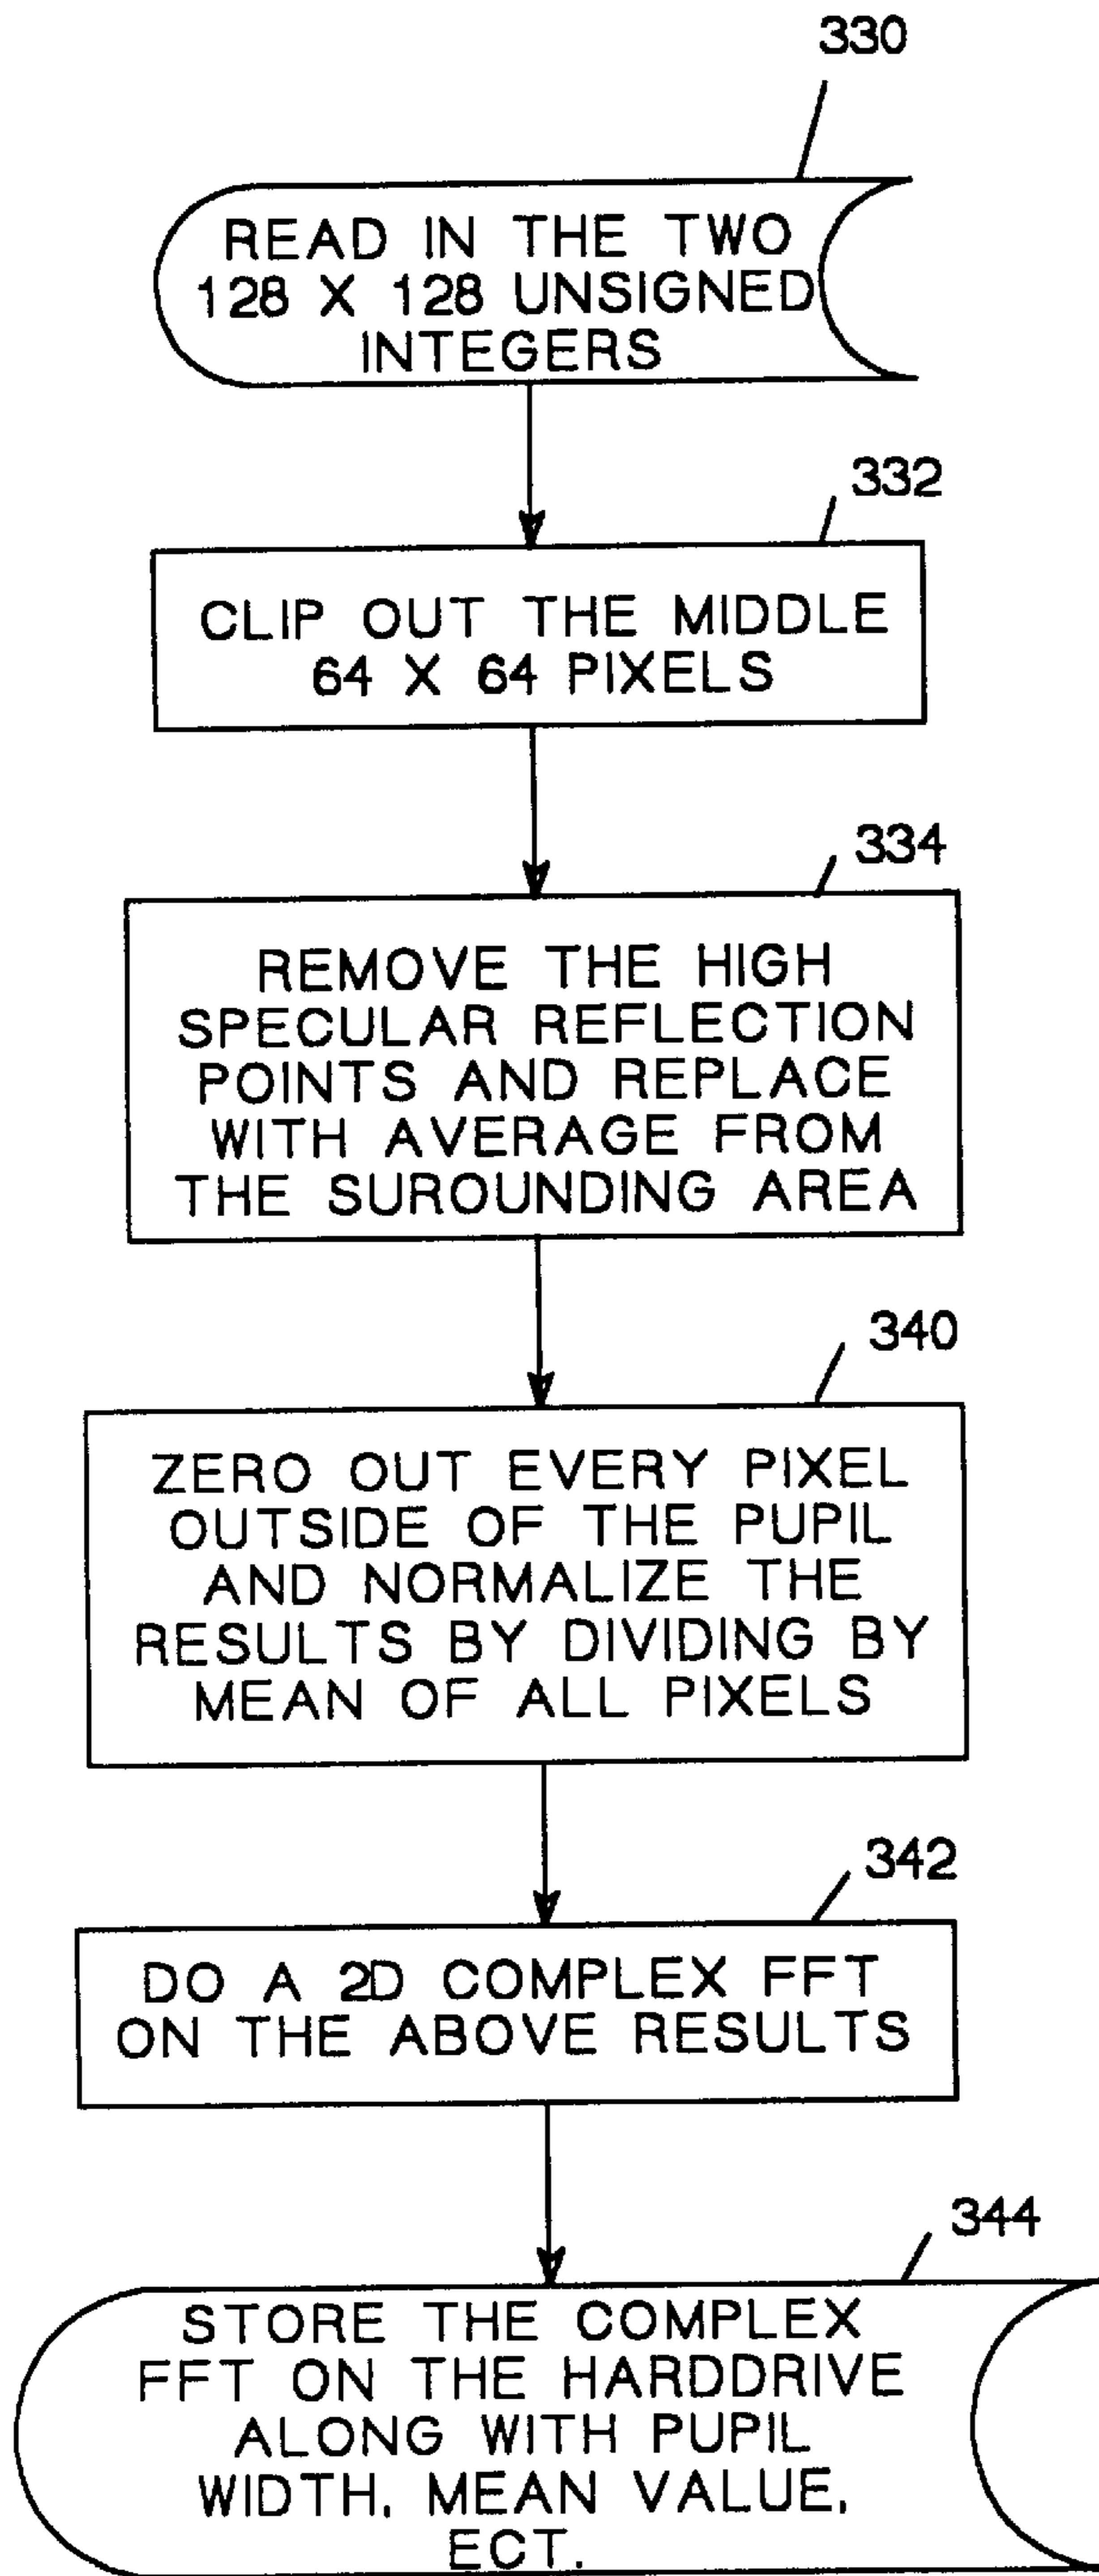 330
READ IN THE TWO
128 X 128 UNSIGNED
INTEGERS
332
CLIP OUT THE MIDDLE
64 X 64 PIXELS
334
REMOVE THE HIGH
SPECULAR REFLECTION
POINTS AND REPLACE
WITH AVERAGE FROM
THE SUROUNDING AREA
340
ZERO OUT EVERY PIXEL
OUTSIDE OF THE PUPIL
AND NORMALIZE THE
RESULTS BY DIVIDING BY
MEAN OF ALL PIXELS
342
DO A 2D COMPLEX FFT
ON THE ABOVE RESULTS
344
STORE THE COMPLEX
FFT ON THE HARDDRIVE
ALONG WITH PUPIL
WIDTH, MEAN VALUE,
ECT.